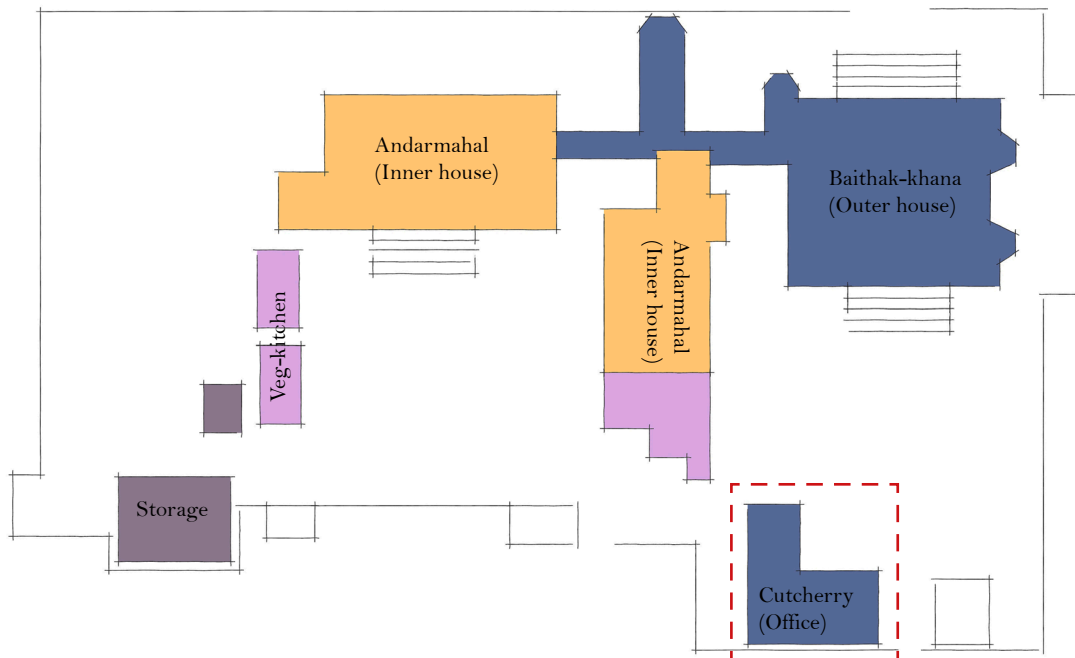 Andarmahal
(Inner house)
Baithak-khana
(Outer house)
Andarmahal
(Inner house)
Veg-kitchen
Storage
Cutcherry
(Office)